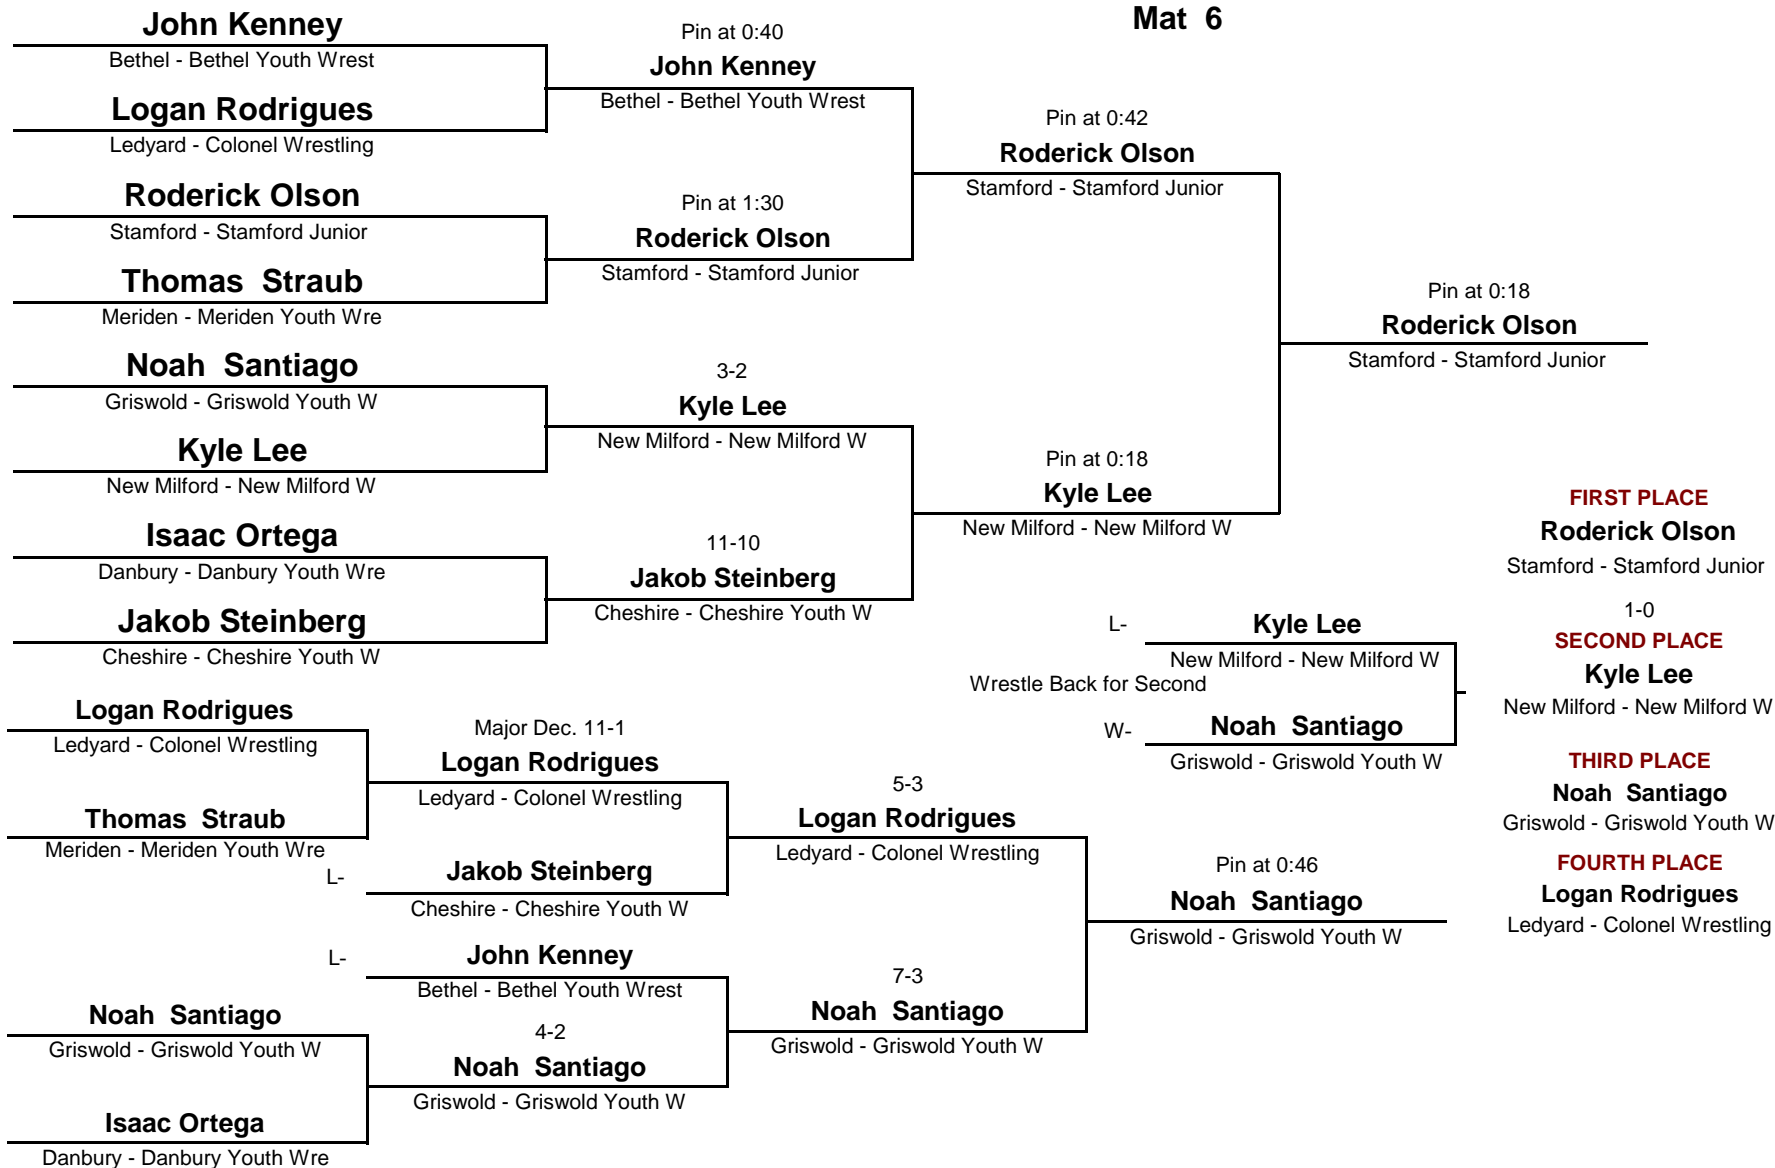 Mat 6
John Kenney
Bethel - Bethel Youth Wrest
Logan Rodrigues
Ledyard - Colonel Wrestling
Roderick Olson
Stamford - Stamford Junior
Thomas Straub
Meriden - Meriden Youth Wre
Noah Santiago
Griswold - Griswold Youth W
Kyle Lee
New Milford - New Milford W
Isaac Ortega
Danbury - Danbury Youth Wre
Jakob Steinberg
Cheshire - Cheshire Youth W
Pin at 0:40
John Kenney
Bethel - Bethel Youth Wrest
Pin at 1:30
Roderick Olson
Stamford - Stamford Junior
3-2
Kyle Lee
New Milford - New Milford W
11-10
Jakob Steinberg
Cheshire - Cheshire Youth W
Pin at 0:42
Roderick Olson
Stamford - Stamford Junior
Pin at 0:18
Kyle Lee
New Milford - New Milford W
Pin at 0:18
Roderick Olson
Stamford - Stamford Junior
Logan Rodrigues
Ledyard - Colonel Wrestling
Thomas Straub
Meriden - Meriden Youth Wre
Noah Santiago
Griswold - Griswold Youth W
Isaac Ortega
Danbury - Danbury Youth Wre
Major Dec. 11-1
Logan Rodrigues
Ledyard - Colonel Wrestling
L-
Jakob Steinberg
Cheshire - Cheshire Youth W
L-
John Kenney
Bethel - Bethel Youth Wrest
4-2
Noah Santiago
Griswold - Griswold Youth W
5-3
Logan Rodrigues
Ledyard - Colonel Wrestling
7-3
Noah Santiago
Griswold - Griswold Youth W
Pin at 0:46
Noah Santiago
Griswold - Griswold Youth W
L-
Kyle Lee
New Milford - New Milford W
Wrestle Back for Second
W-
Noah Santiago
Griswold - Griswold Youth W
FIRST PLACE
Roderick Olson
Stamford - Stamford Junior
1-0
SECOND PLACE
Kyle Lee
New Milford - New Milford W
THIRD PLACE
Noah Santiago
Griswold - Griswold Youth W
FOURTH PLACE
Logan Rodrigues
Ledyard - Colonel Wrestling